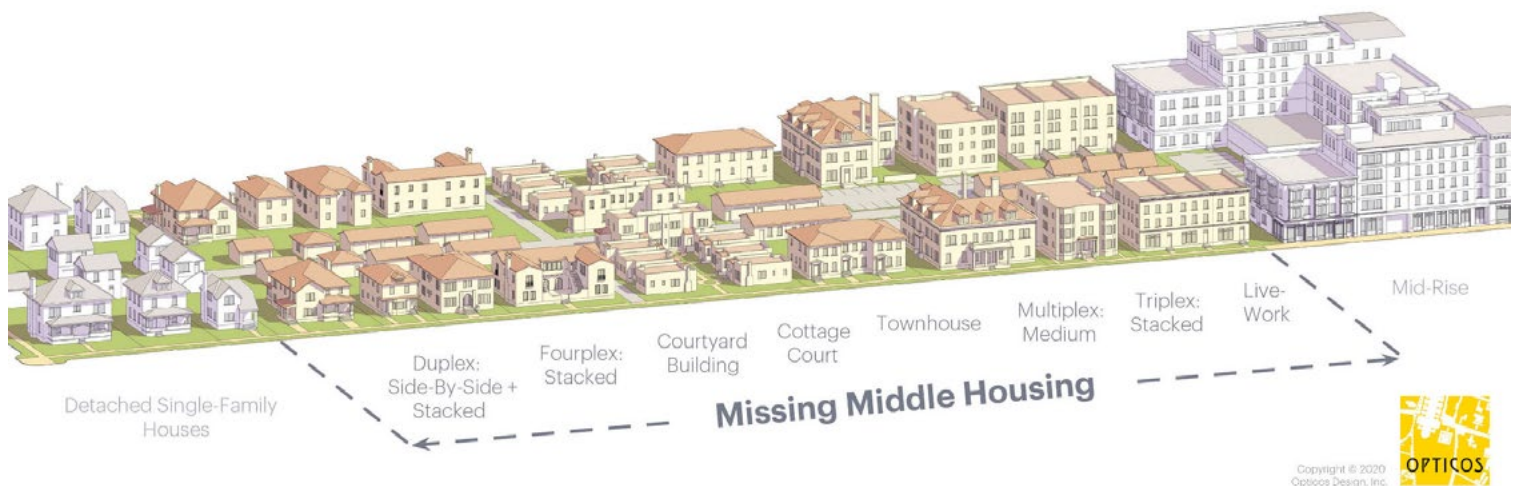 Detached Single-Family
Houses
Duplex:
Side-By-Side +
Stacked
Fourplex:
Stacked
Courtyard
Building
Cottage
Court
Townhouse
Multiplex:
Medium
Triplex:
Stacked
Live-
Work
Mid-Rise
Missing Middle Housing
Copyright © 2020
Opticos Design, Inc.
OPTICOS